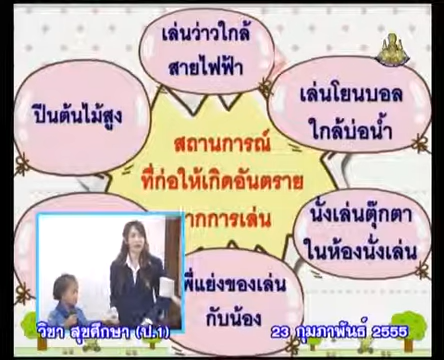 เล่นว่าวใกล้
สายไฟฟ้า
ปีนต้นไม้สูง
เล่นโยนบอล
ใกล้บ่อน้ำ
สถานการณ์
ที่ก่อให้เกิดอันตราย
จากการเล่น
นั่งเล่นตุ๊กตา
ในห้องนั่งเล่น
พี่แย่งของเล่น
กับน้อง
วิชา สุขศึกษา (ป.1)
23 กุมภาพันธ์ 2555